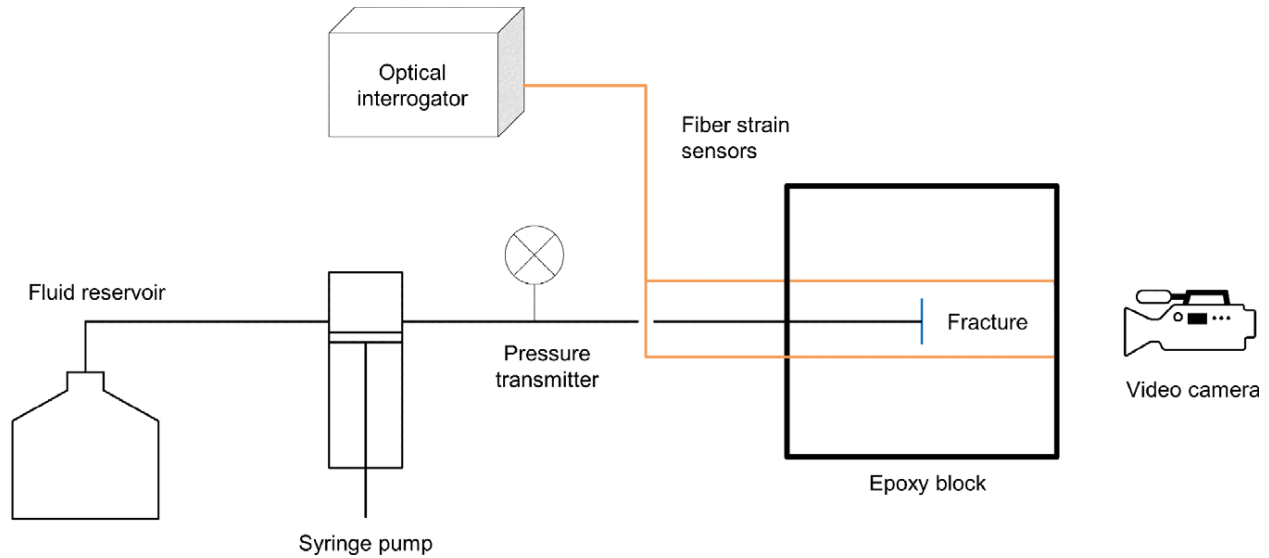 Optical
interrogator
Fiber strain
sensors
Fluid reservoir
Fracture
Pressure
transmitter
Video camera
Epoxy block
Syringe pump